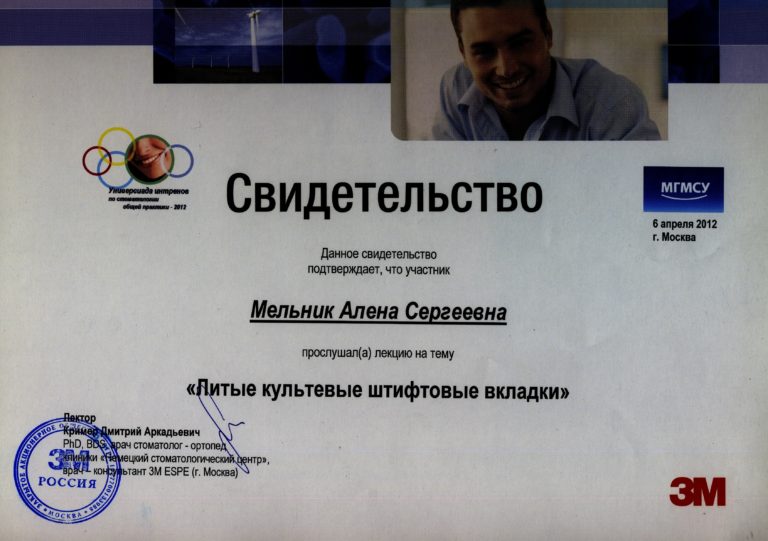 Универсиада интернов
по стоматологии
общей практики - 2012
Свидетельство
МГМСУ
6 апреля 2012
г. Москва
Данное свидетельство
подтверждает, что участник
Мельник Алена Сергеевна
прослушал(а) лекцию на тему
«Литые культевые штифтовые вкладки»
Лектор
Кример Дмитрий Аркадьевич
PhD, BDS, врач стоматолог - ортопед
клиники «Немецкий стоматологический центр»,
врач – консультант 3M ESPE (г. Москва)
ЗАКРЫТОЕ АКЦИОНЕРНОЕ
3M
РОССИЯ
МОСКВА
3M